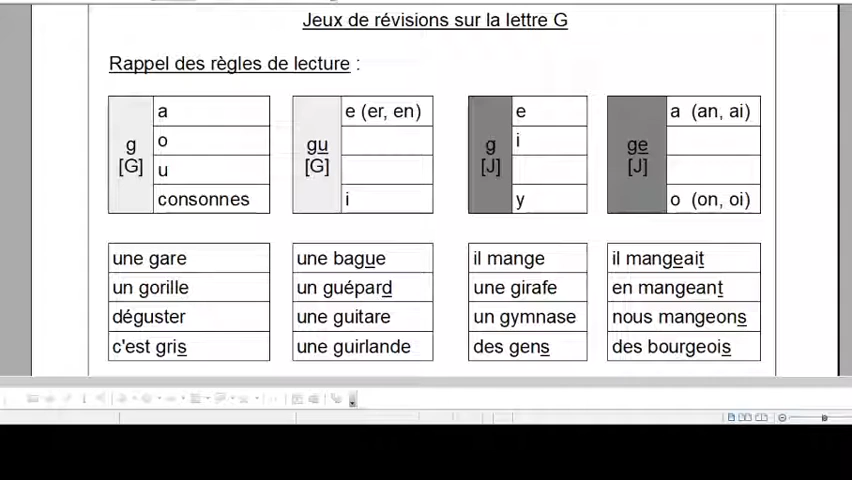 Jeux de révisions sur la lettre G
Rappel des règles de lecture :
g
[G]
a
o
u
consonnes
gu
[G]
e (er, en)
i
g
[J]
e
i
y
ge
[J]
a (an, ai)
o (on, oi)
une gare
un gorille
déguster
c'est gris
une bague
un guépard
une guitare
une guirlande
il mange
une girafe
un gymnase
des gens
il mangeait
en mangeant
nous mangeons
des bourgeois